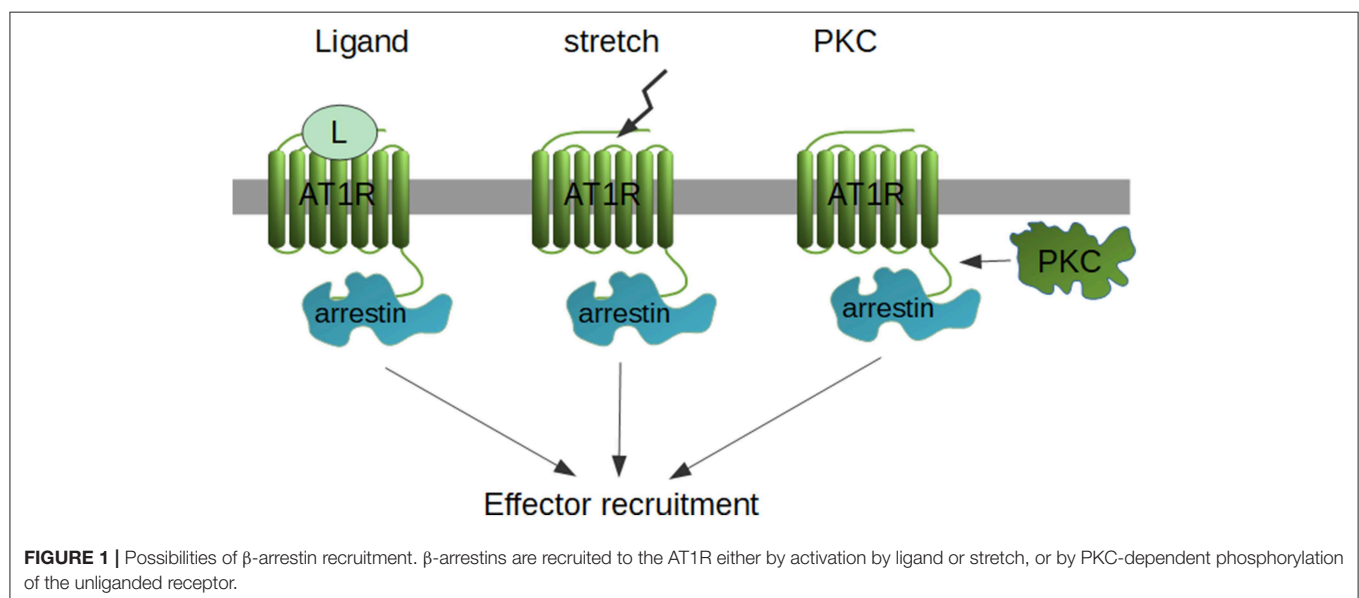 Ligand stretch PKC
L
AT1R AT1R AT1R
PKC
arrestin arrestin arrestin
Effector recruitment
FIGURE 1 | Possibilities of β-arrestin recruitment. β-arrestins are recruited to the AT1R either by activation by ligand or stretch, or by PKC-dependent phosphorylation
of the unliganded receptor.